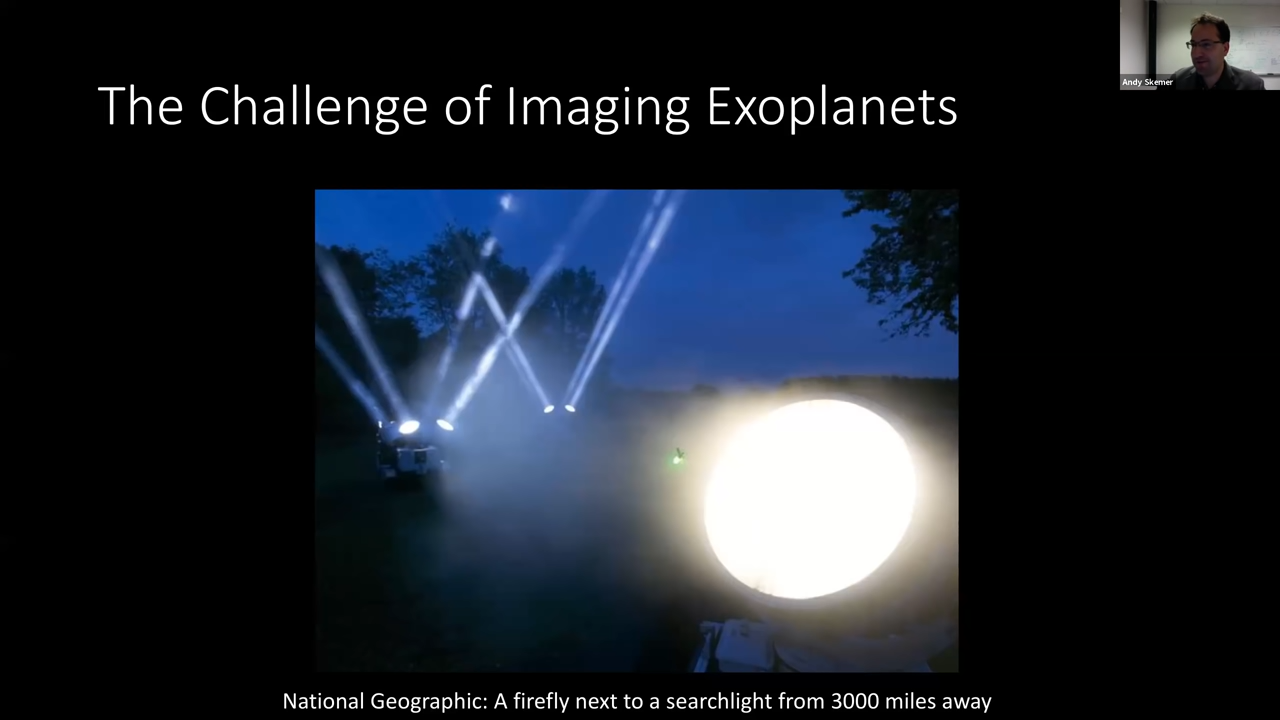 The Challenge of Imaging Exoplanets
Andy Skemer
National Geographic: A firefly next to a searchlight from 3000 miles away